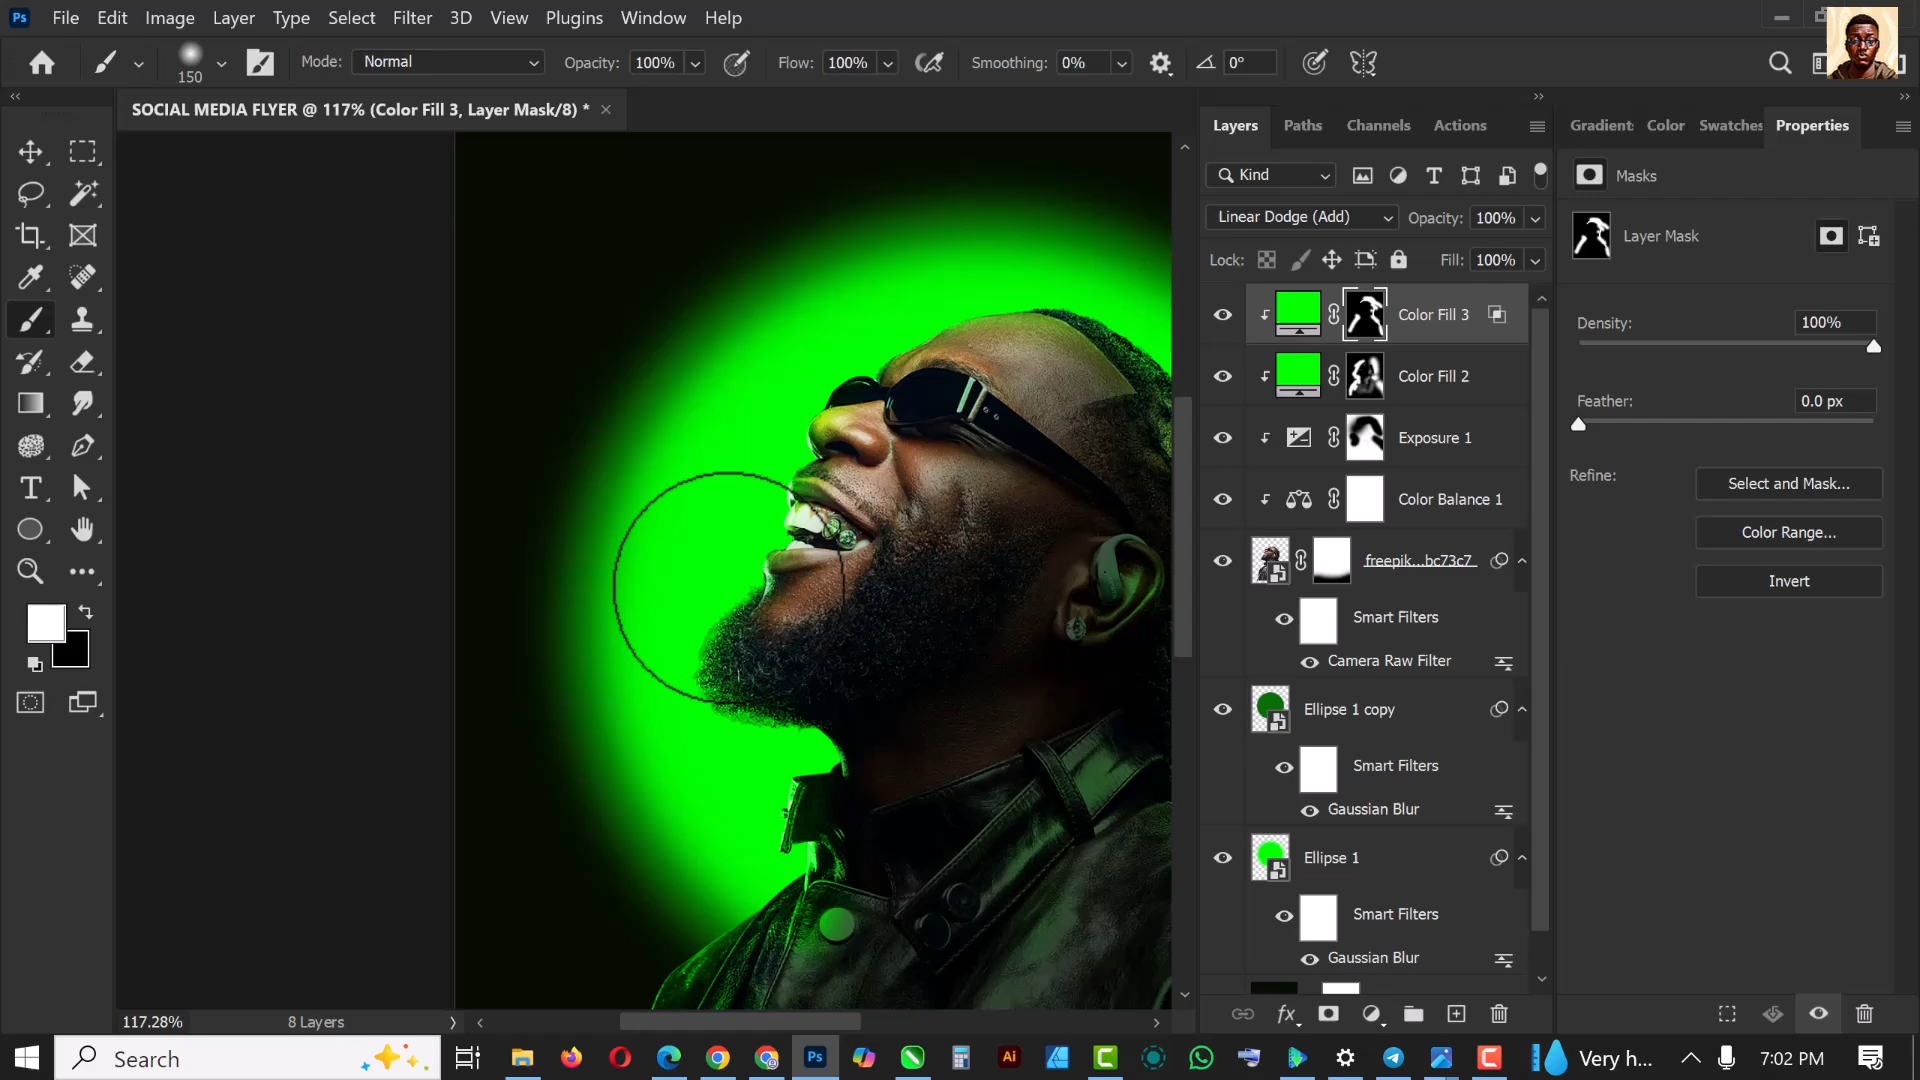 Ps File Edit Image Layer Type Select Filter 3D View Plugins Window Help
150 Mode: Normal Opacity: 100% Flow: 100% Smoothing: 0% 0°
SOCIAL MEDIA FLYER @ 117% (Color Fill 3, Layer Mask/8) *
Layers Paths Channels Actions
Gradient Color Swatches Properties
Kind
Masks
Linear Dodge (Add) Opacity: 100%
Layer Mask
Lock: Fill: 100%
Color Fill 3
Density: 100%
Color Fill 2
Feather: 0.0 px
Exposure 1
Refine: Select and Mask...
Color Balance 1
Color Range...
freepik...bc73c7
Invert
Smart Filters
Camera Raw Filter
Ellipse 1 copy
Smart Filters
Gaussian Blur
Ellipse 1
Smart Filters
Gaussian Blur
fx
117.28% 8 Layers
Search
Ps
Ai
Very h...
7:02 PM